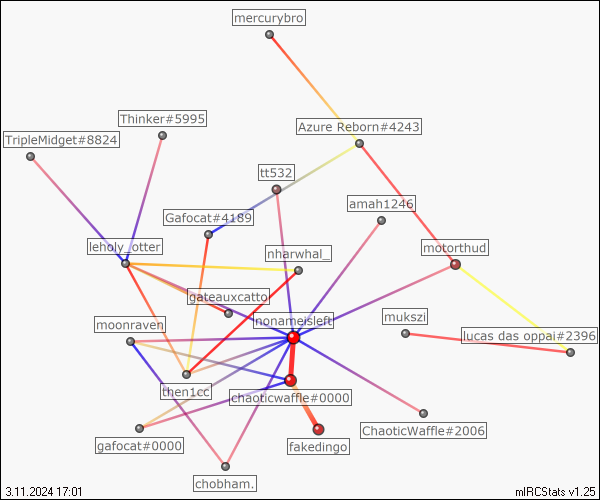 mercurybro
Thinker#5995
Azure Reborn#4243
TripleMidget#8824
tt532
amah1246
Gafocat#4189
leholy_otter
nharwhal_
motorthud
gateauxcatto
moonraven
nonameisleft
mukszi
lucas das oppai#2396
then1cc
chaoticwaffle#0000
gafocat#0000
fakedingo
ChaoticWaffle#2006
chobham.
3.11.2024 17:01
mIRCStats v1.25